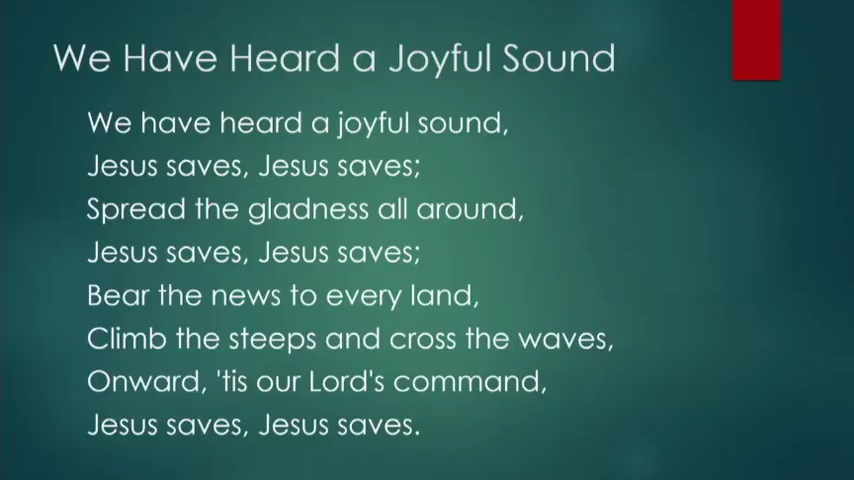 We Have Heard a Joyful Sound
We have heard a joyful sound,
Jesus saves, Jesus saves;
Spread the gladness all around,
Jesus saves, Jesus saves;
Bear the news to every land,
Climb the steeps and cross the waves,
Onward, 'tis our Lord's command,
Jesus saves, Jesus saves.